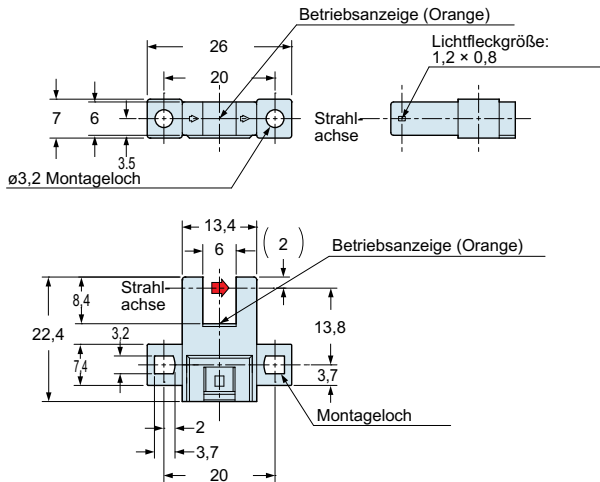 Betriebsanzeige (Orange)
26
20
Lichtfleckgröße:
1,2 × 0,8
7
6
3.5
Strahl-
achse
ø3,2 Montageloch
13,4
6
( 2 )
Betriebsanzeige (Orange)
Strahl-
achse
8,4
22,4
3,2
7,4
13,8
3,7
Montageloch
2
3,7
20